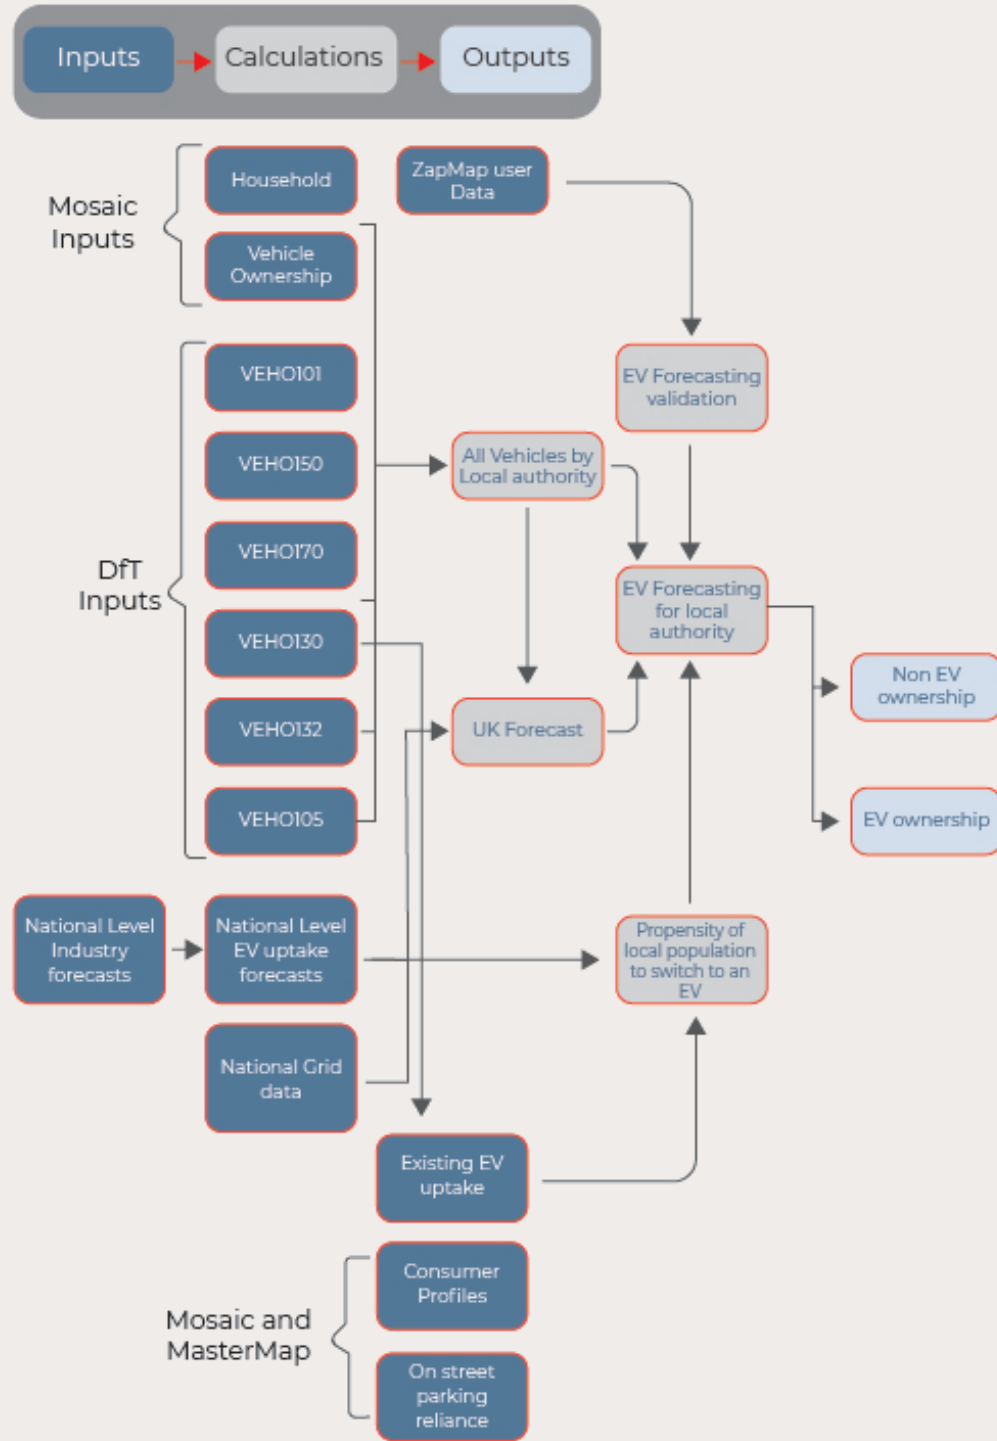 Inputs
Calculations
Outputs
Mosaic
Inputs
Household
ZapMap user
Data
Vehicle
Ownership
DfT
Inputs
VEHO101
VEHO150
VEHO170
VEHO130
VEHO132
VEHO105
EV Forecasting
validation
All Vehicles by
Local authority
EV Forecasting
for local
authority
UK Forecast
Non EV
ownership
EV ownership
National Level
Industry
forecasts
National Level
EV uptake
forecasts
Propensity of
local population
to switch to an
EV
National Grid
data
Existing EV
uptake
Mosaic and
MasterMap
Consumer
Profiles
On street
parking
reliance